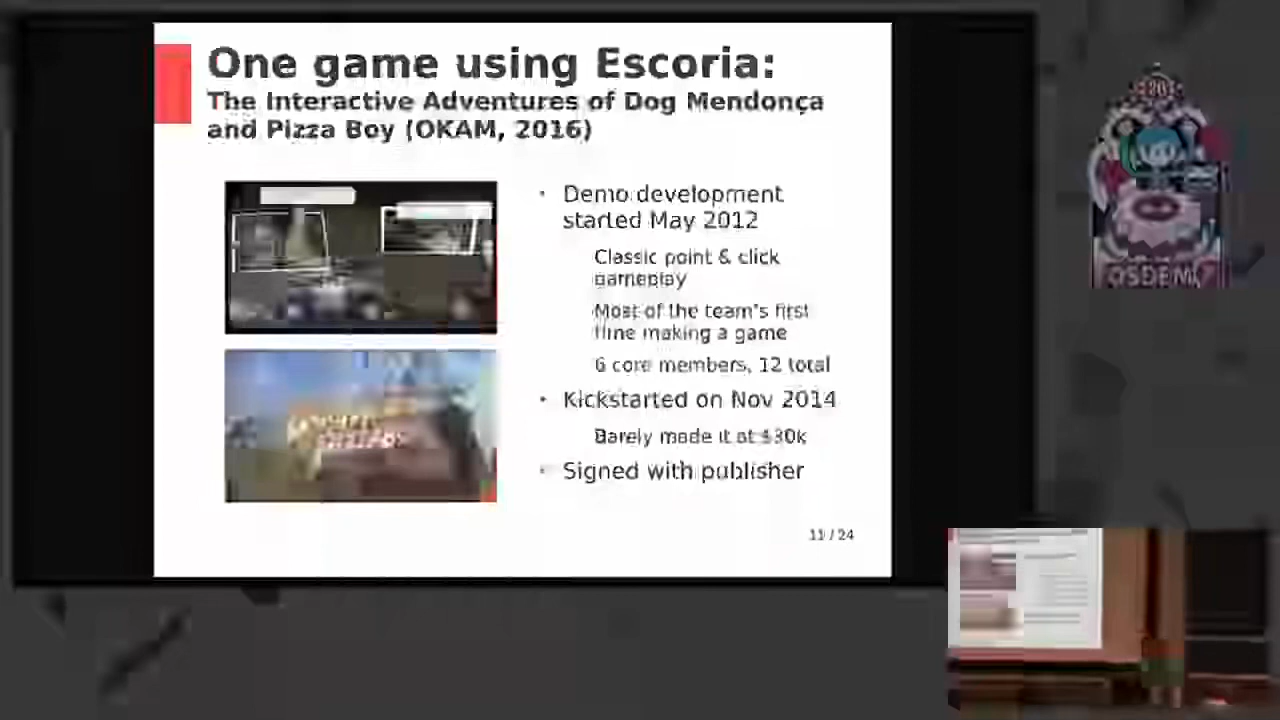 One game using Escoria:
The Interactive Adventures of Dog Mendonça
and Pizza Boy (OKAM, 2016)
• Demo development
started May 2012
Classic point & click
gameplay
Most of the team's first
time making a game
6 core members, 12 total
• Kickstarted on Nov 2014
Barely made it at $30k
• Signed with publisher
11 / 24